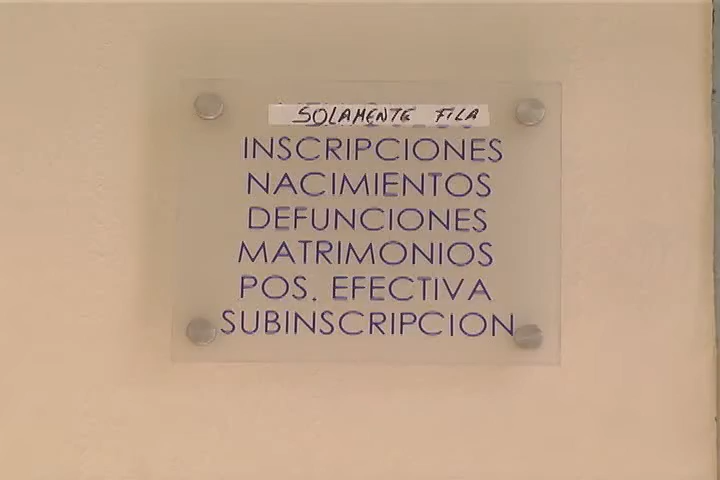 SOLAMENTE FILA
INSCRIPCIONES
NACIMIENTOS
DEFUNCIONES
MATRIMONIOS
POS. EFECTIVA
SUBINSCRIPCION